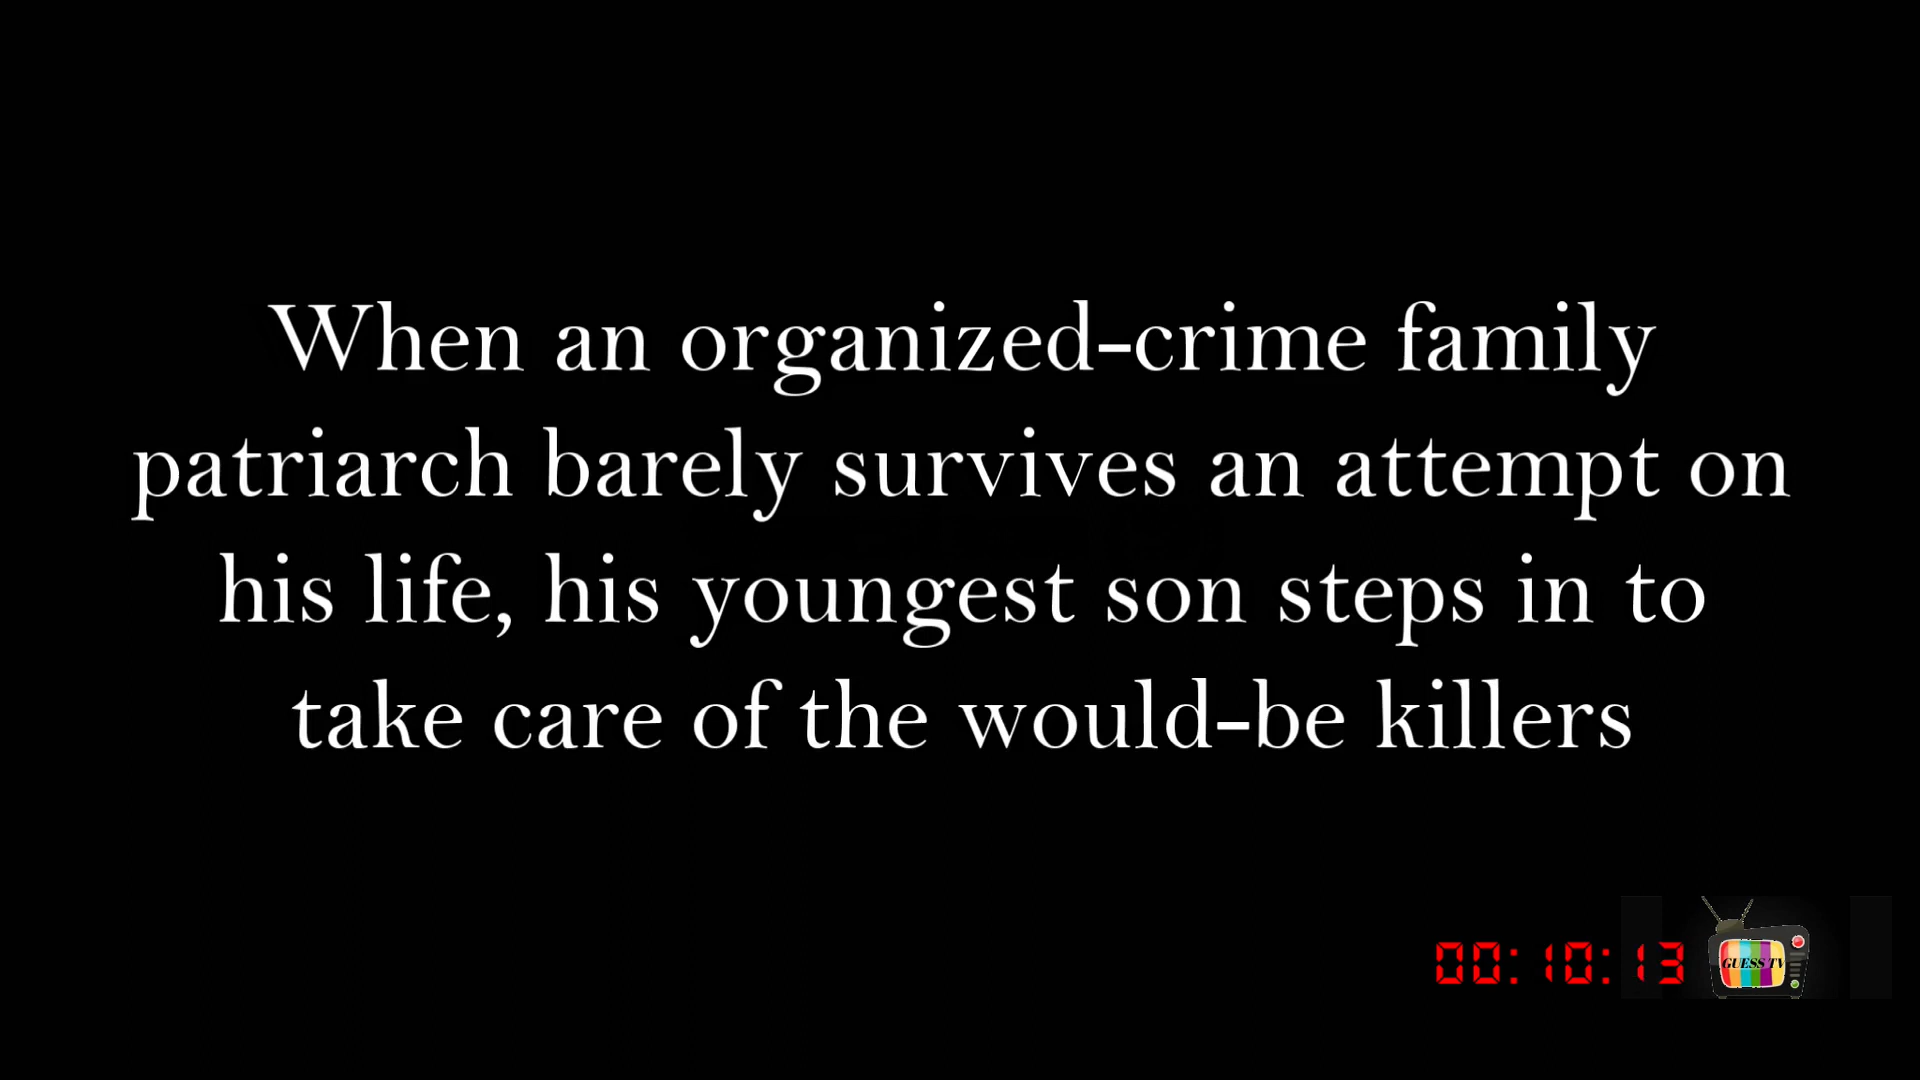 When an organized-crime family
patriarch barely survives an attempt on
his life, his youngest son steps in to
take care of the would-be killers
00:10:13
GUESS TV